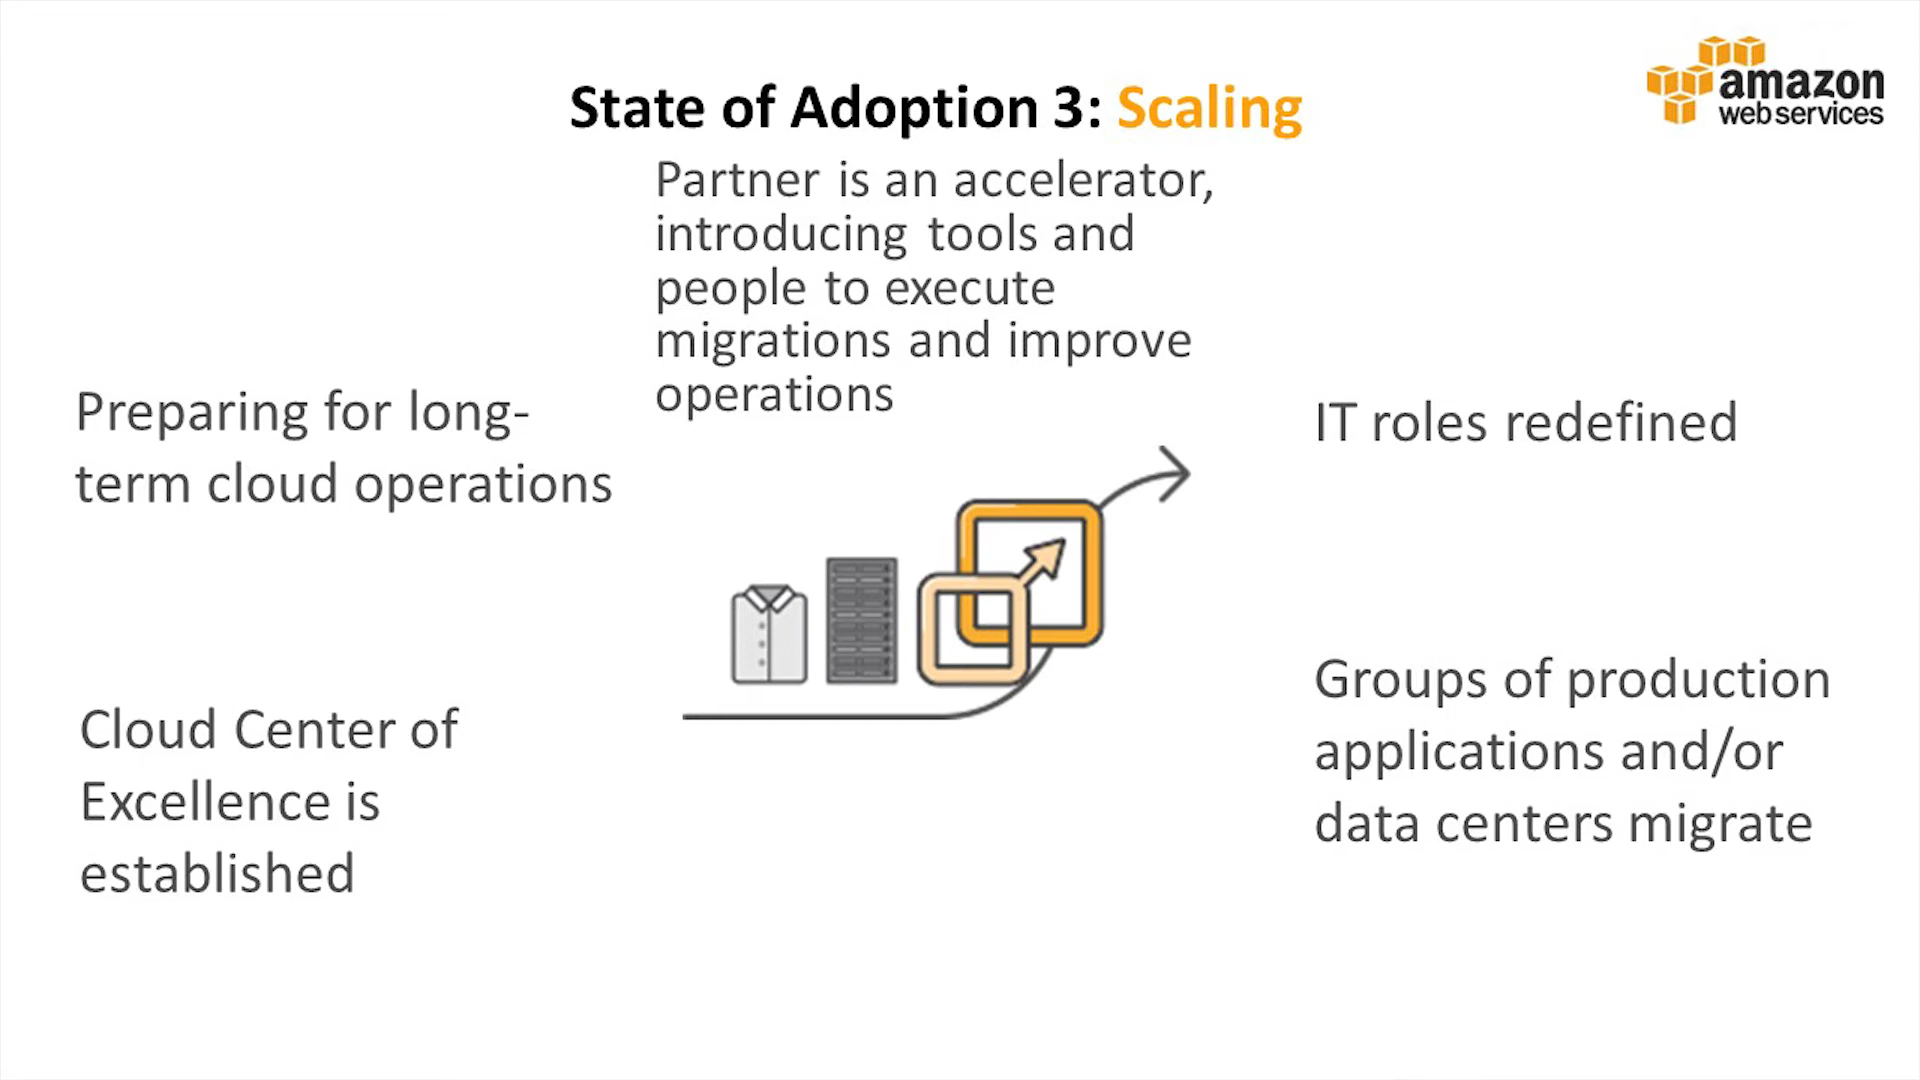 amazon
web services
State of Adoption 3: Scaling
Partner is an accelerator,
introducing tools and
people to execute
migrations and improve
operations
Preparing for long-
term cloud operations
IT roles redefined
Cloud Center of
Excellence is
established
Groups of production
applications and/or
data centers migrate